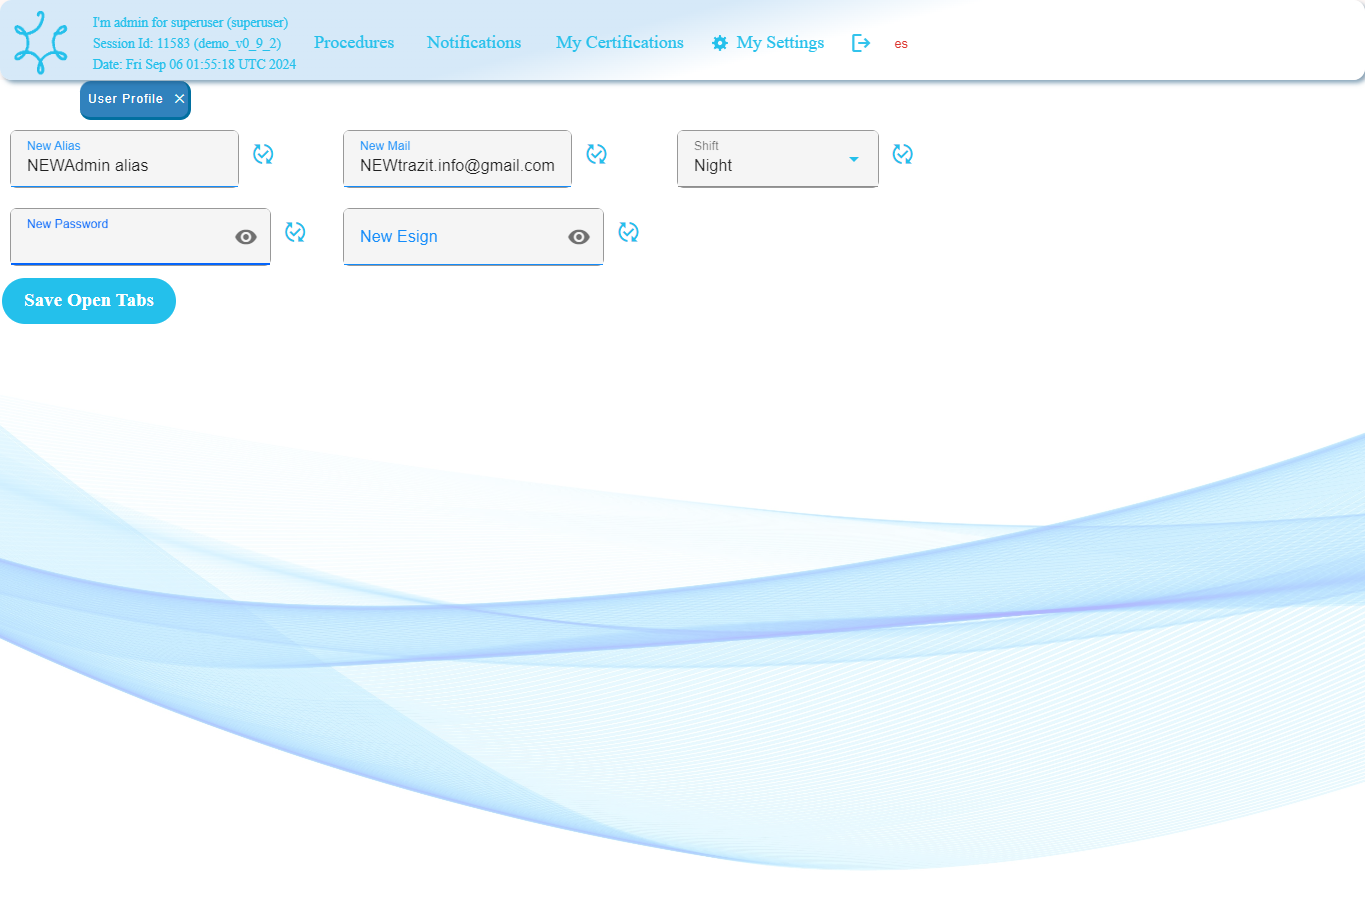 I'm admin for superuser (superuser)
Session Id: 11583 (demo_v0_9_2)
Date: Fri Sep 06 01:55:18 UTC 2024
Procedures
Notifications
My Certifications
My Settings
es
User Profile
New Alias
NEWAdmin alias
New Mail
NEWtrazit.info@gmail.com
Shift
Night
New Password
New Esign
Save Open Tabs